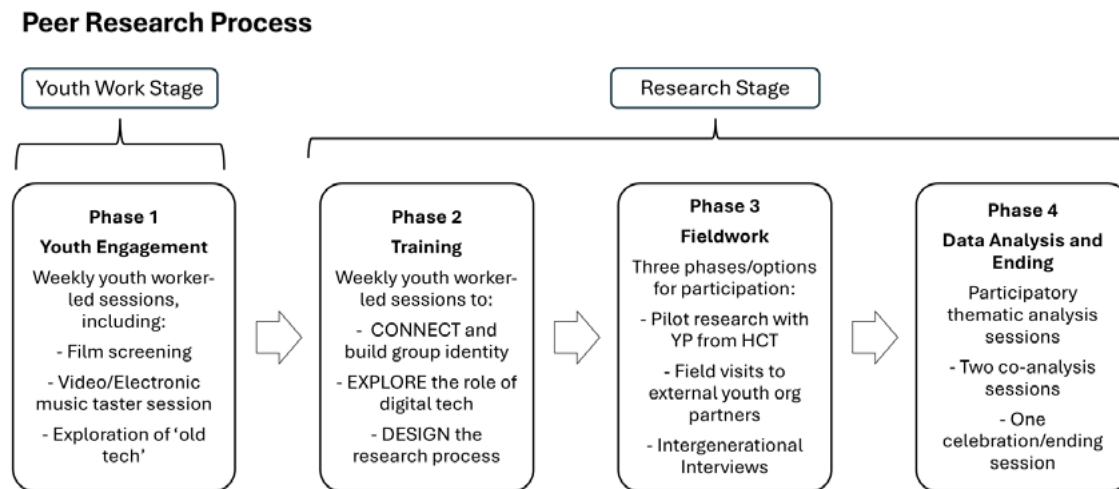 Peer Research Process
Youth Work Stage
Research Stage
Phase 1
Youth Engagement
Weekly youth worker-
led sessions,
including:
- Film screening
- Video/Electronic
music taster session
- Exploration of ‘old
tech’
Phase 2
Training
Weekly youth worker-
led sessions to:
- CONNECT and
build group identity
- EXPLORE the role of
digital tech
- DESIGN the
research process
Phase 3
Fieldwork
Three phases/options
for participation:
- Pilot research with
YP from HCT
- Field visits to
external youth org
partners
- Intergenerational
Interviews
Phase 4
Data Analysis and
Ending
Participatory
thematic analysis
sessions
- Two co-analysis
sessions
- One
celebration/ending
session